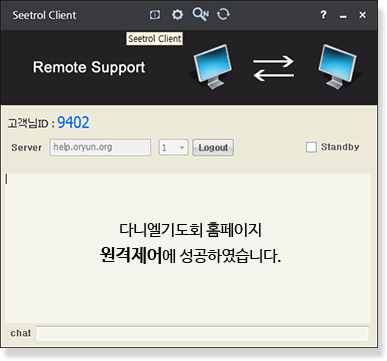 Seetrol Client
Seetrol Client
Remote Support
고객님ID : 9402
Server help.oryun.org 1 Logout Standby
다니엘기도회 홈페이지
원격제어에 성공하였습니다.
chat